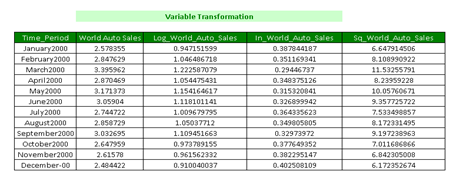 Variable Transformation
Time_Period World Auto Sales Log_World_Auto_Sales In_World_Auto_Sales Sq_World_Auto_Sales
January2000 2.578355 0.947151599 0.387844187 6.647914506
February2000 2.847629 1.046486718 0.351169341 8.108990922
March2000 3.395962 1.222587079 0.29446737 11.53255791
April2000 2.870469 1.054475431 0.348375126 8.23959228
May2000 3.171373 1.154164617 0.315320841 10.05760671
June2000 3.05904 1.118101141 0.326899942 9.357725722
July2000 2.744722 1.009679795 0.364335623 7.533498857
August2000 2.858729 1.05037712 0.349805805 8.172331495
September2000 3.032695 1.109451663 0.32973972 9.197238963
October2000 2.647959 0.973789155 0.377649352 7.011686866
November2000 2.61578 0.961562332 0.382295147 6.842305008
December-00 2.484422 0.910040037 0.402508109 6.172352674